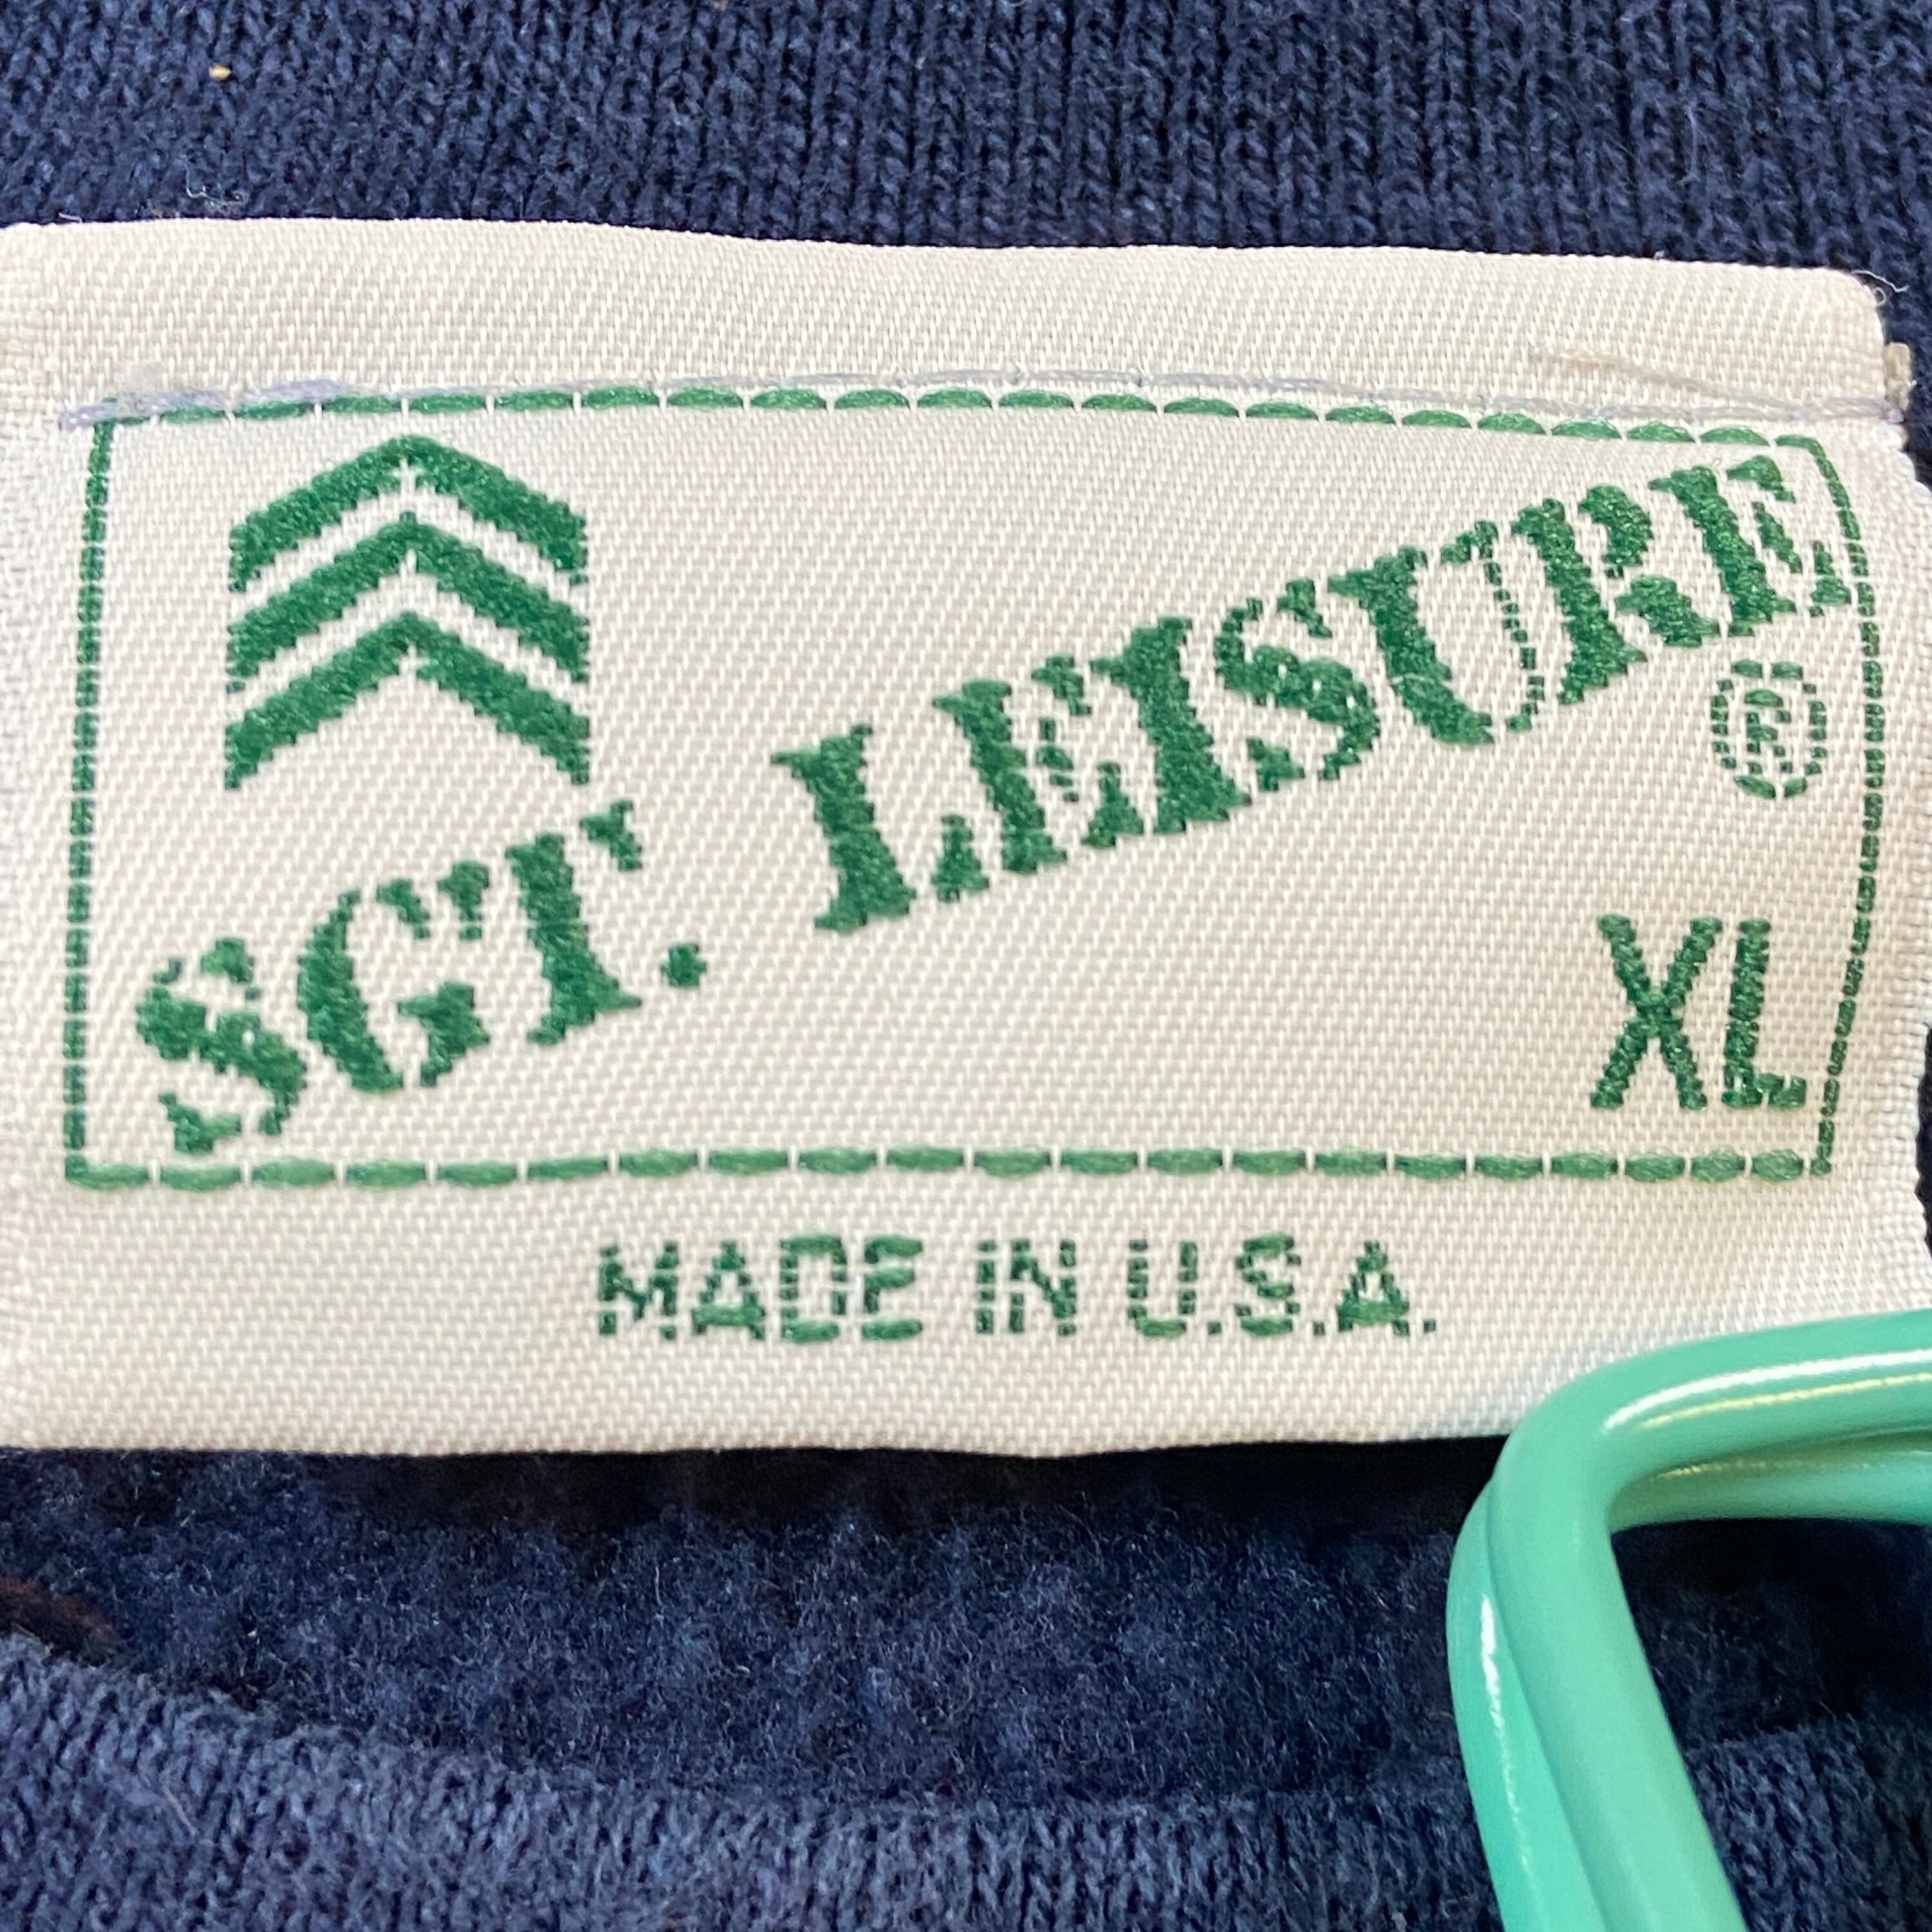 SGT. LEISURE ®
XL
MADE IN U.S.A.